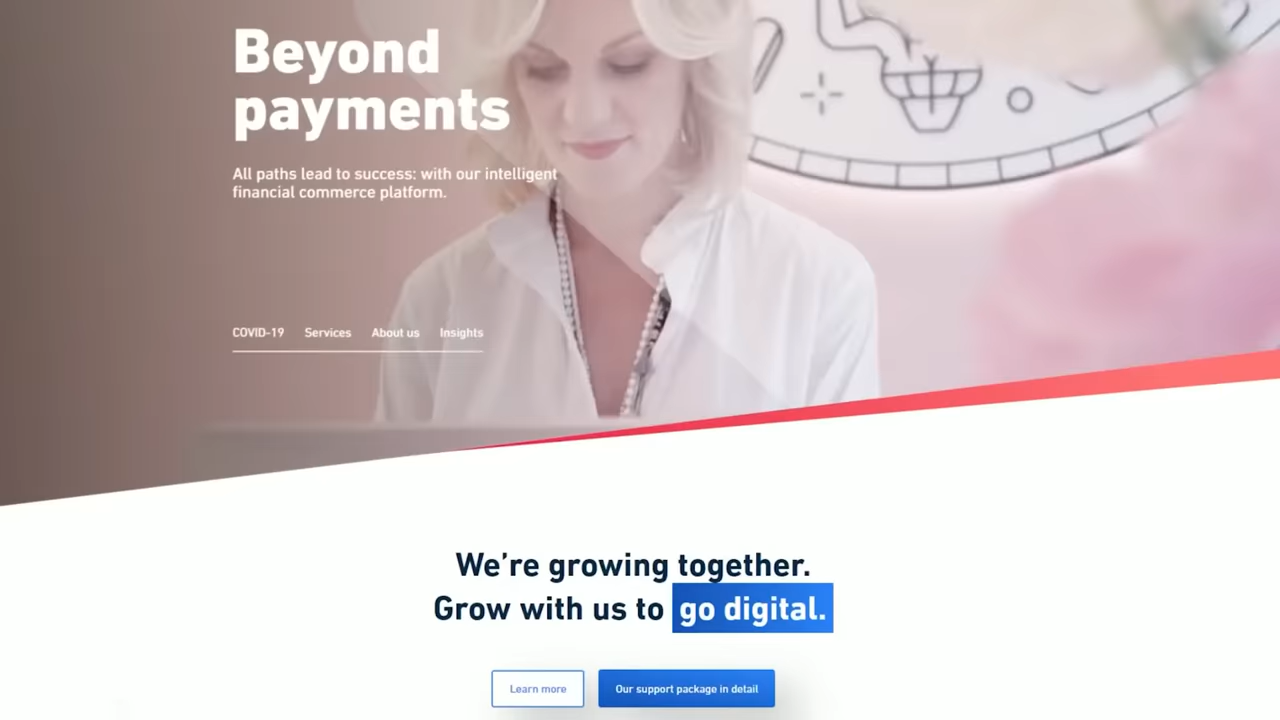 Beyond
payments
All paths lead to success: with our intelligent
financial commerce platform.
COVID-19 Services About us Insights
We're growing together.
Grow with us to go digital.
Learn more Our support package in detail